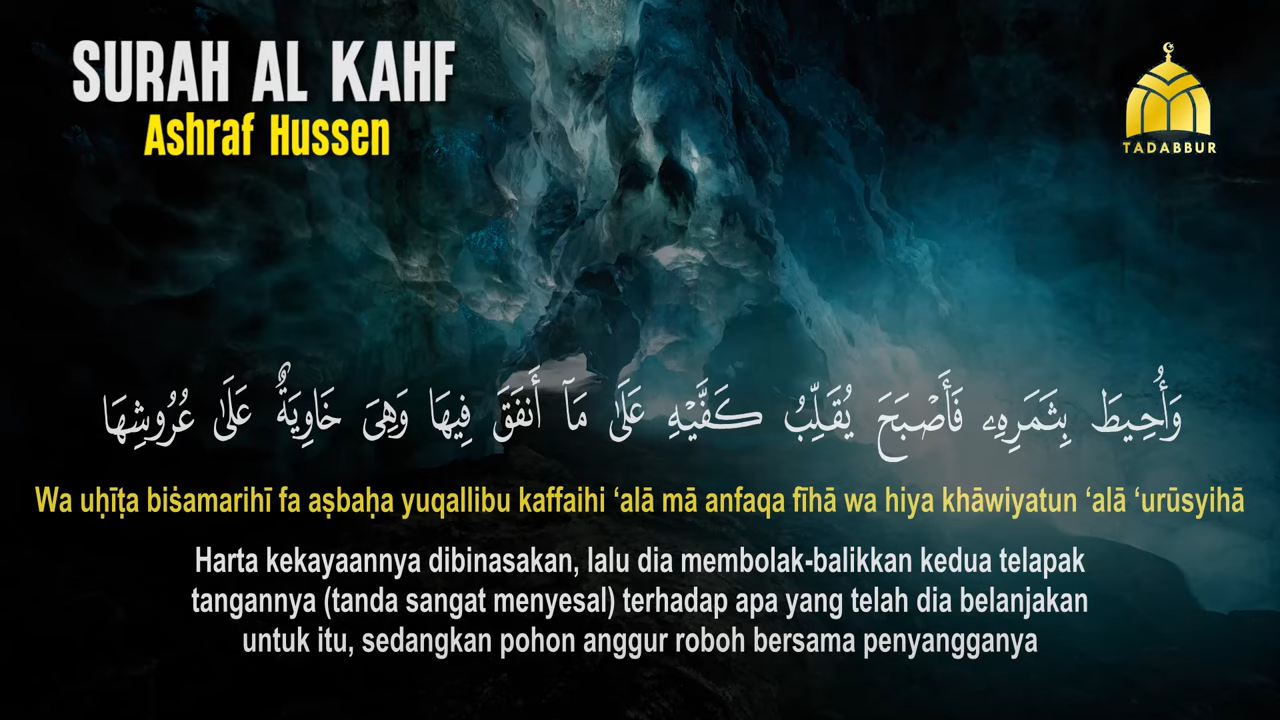 SURAH AL KAHF
Ashraf Hussen
TADABBUR
وَأُحِيطَ بِثَمَرِهِۦ فَأَصْبَحَ يُقَلِّبُ كَفَّيْهِ عَلَىٰ مَآ أَنفَقَ فِيهَا وَهِىَ خَاوِيَةٌ عَلَىٰ عُرُوشِهَا
Wa uḥīṭa biṡamarihī fa aṣbaḥa yuqallibu kaffaihi ‘alā mā anfaqa fīhā wa hiya khāwiyatun ‘alā ‘urūsyihā
Harta kekayaannya dibinasakan, lalu dia membolak-balikkan kedua telapak
tangannya (tanda sangat menyesal) terhadap apa yang telah dia belanjakan
untuk itu, sedangkan pohon anggur roboh bersama penyangganya